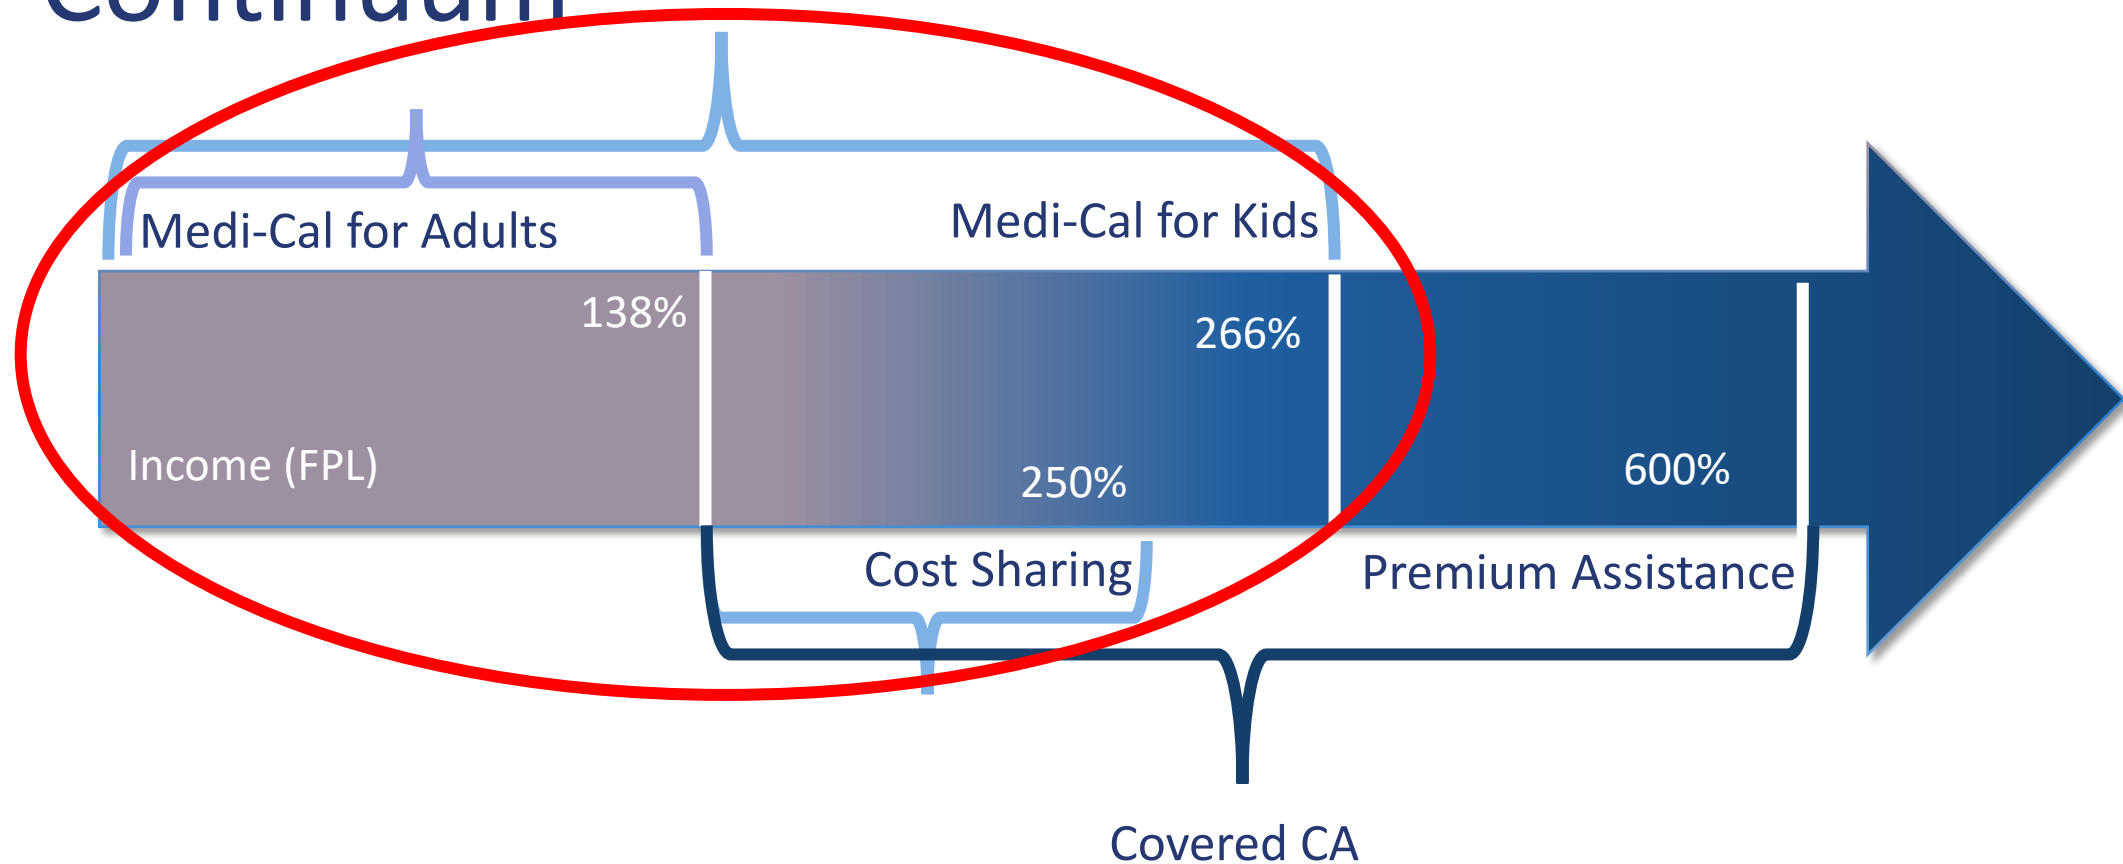 Continuum
Medi-Cal for Adults
Medi-Cal for Kids
138%
266%
Income (FPL)
250%
600%
Cost Sharing
Premium Assistance
Covered CA